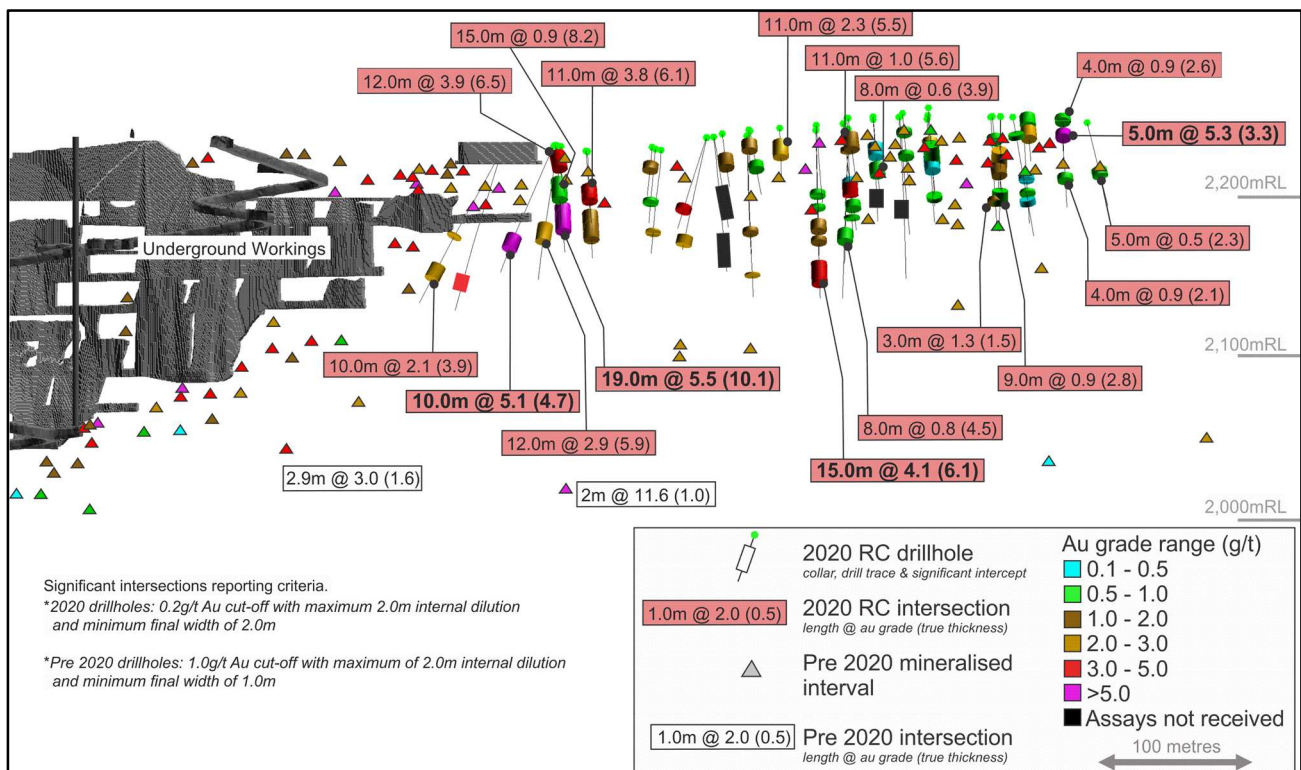 11.0m @ 2.3 (5.5)
15.0m @ 0.9 (8.2)
11.0m @ 1.0 (5.6)
12.0m @ 3.9 (6.5)
11.0m @ 3.8 (6.1)
8.0m @ 0.6 (3.9)
4.0m @ 0.9 (2.6)
5.0m @ 5.3 (3.3)
2,200mRL
Underground Workings
5.0m @ 0.5 (2.3)
4.0m @ 0.9 (2.1)
3.0m @ 1.3 (1.5)
2,100mRL
10.0m @ 2.1 (3.9)
19.0m @ 5.5 (10.1)
9.0m @ 0.9 (2.8)
10.0m @ 5.1 (4.7)
8.0m @ 0.8 (4.5)
12.0m @ 2.9 (5.9)
15.0m @ 4.1 (6.1)
2.9m @ 3.0 (1.6)
2m @ 11.6 (1.0)
2,000mRL
Significant intersections reporting criteria.
*2020 drillholes: 0.2g/t Au cut-off with maximum 2.0m internal dilution
and minimum final width of 2.0m
*Pre 2020 drillholes: 1.0g/t Au cut-off with maximum of 2.0m internal dilution
and minimum final width of 1.0m
2020 RC drillhole
collar, drill trace & significant intercept
1.0m @ 2.0 (0.5)
2020 RC intersection
length @ au grade (true thickness)
Pre 2020 mineralised
interval
1.0m @ 2.0 (0.5)
Pre 2020 intersection
length @ au grade (true thickness)
Au grade range (g/t)
0.1 - 0.5
0.5 - 1.0
1.0 - 2.0
2.0 - 3.0
3.0 - 5.0
>5.0
Assays not received
100 metres